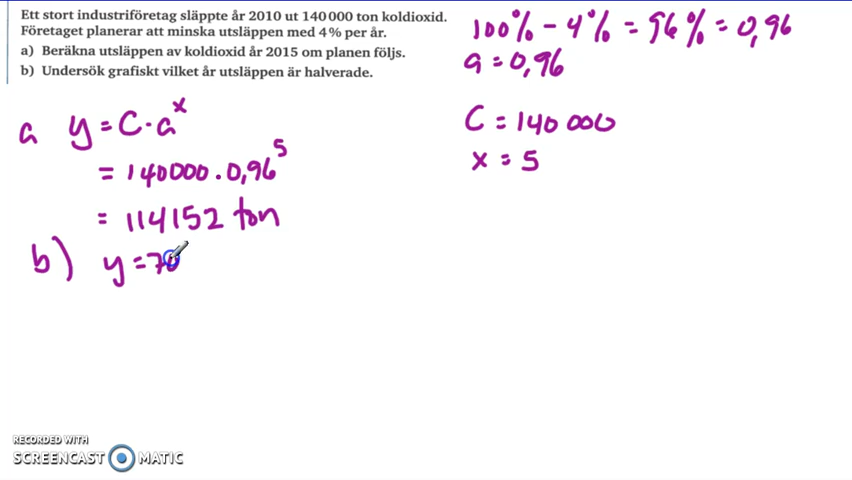 Ett stort industriföretag släppte år 2010 ut 140 000 ton koldioxid.
Företaget planerar att minska utsläppen med 4 % per år.
a) Beräkna utsläppen av koldioxid år 2015 om planen följs.
b) Undersök grafiskt vilket år utsläppen är halverade.
100% - 4% = 96% = 0,96
a = 0,96
a y = C · a^x
C = 140 000
= 140000 . 0,96^5
x = 5
= 114152 ton
b) y = 70
RECORDED WITH
SCREENCAST MATIC